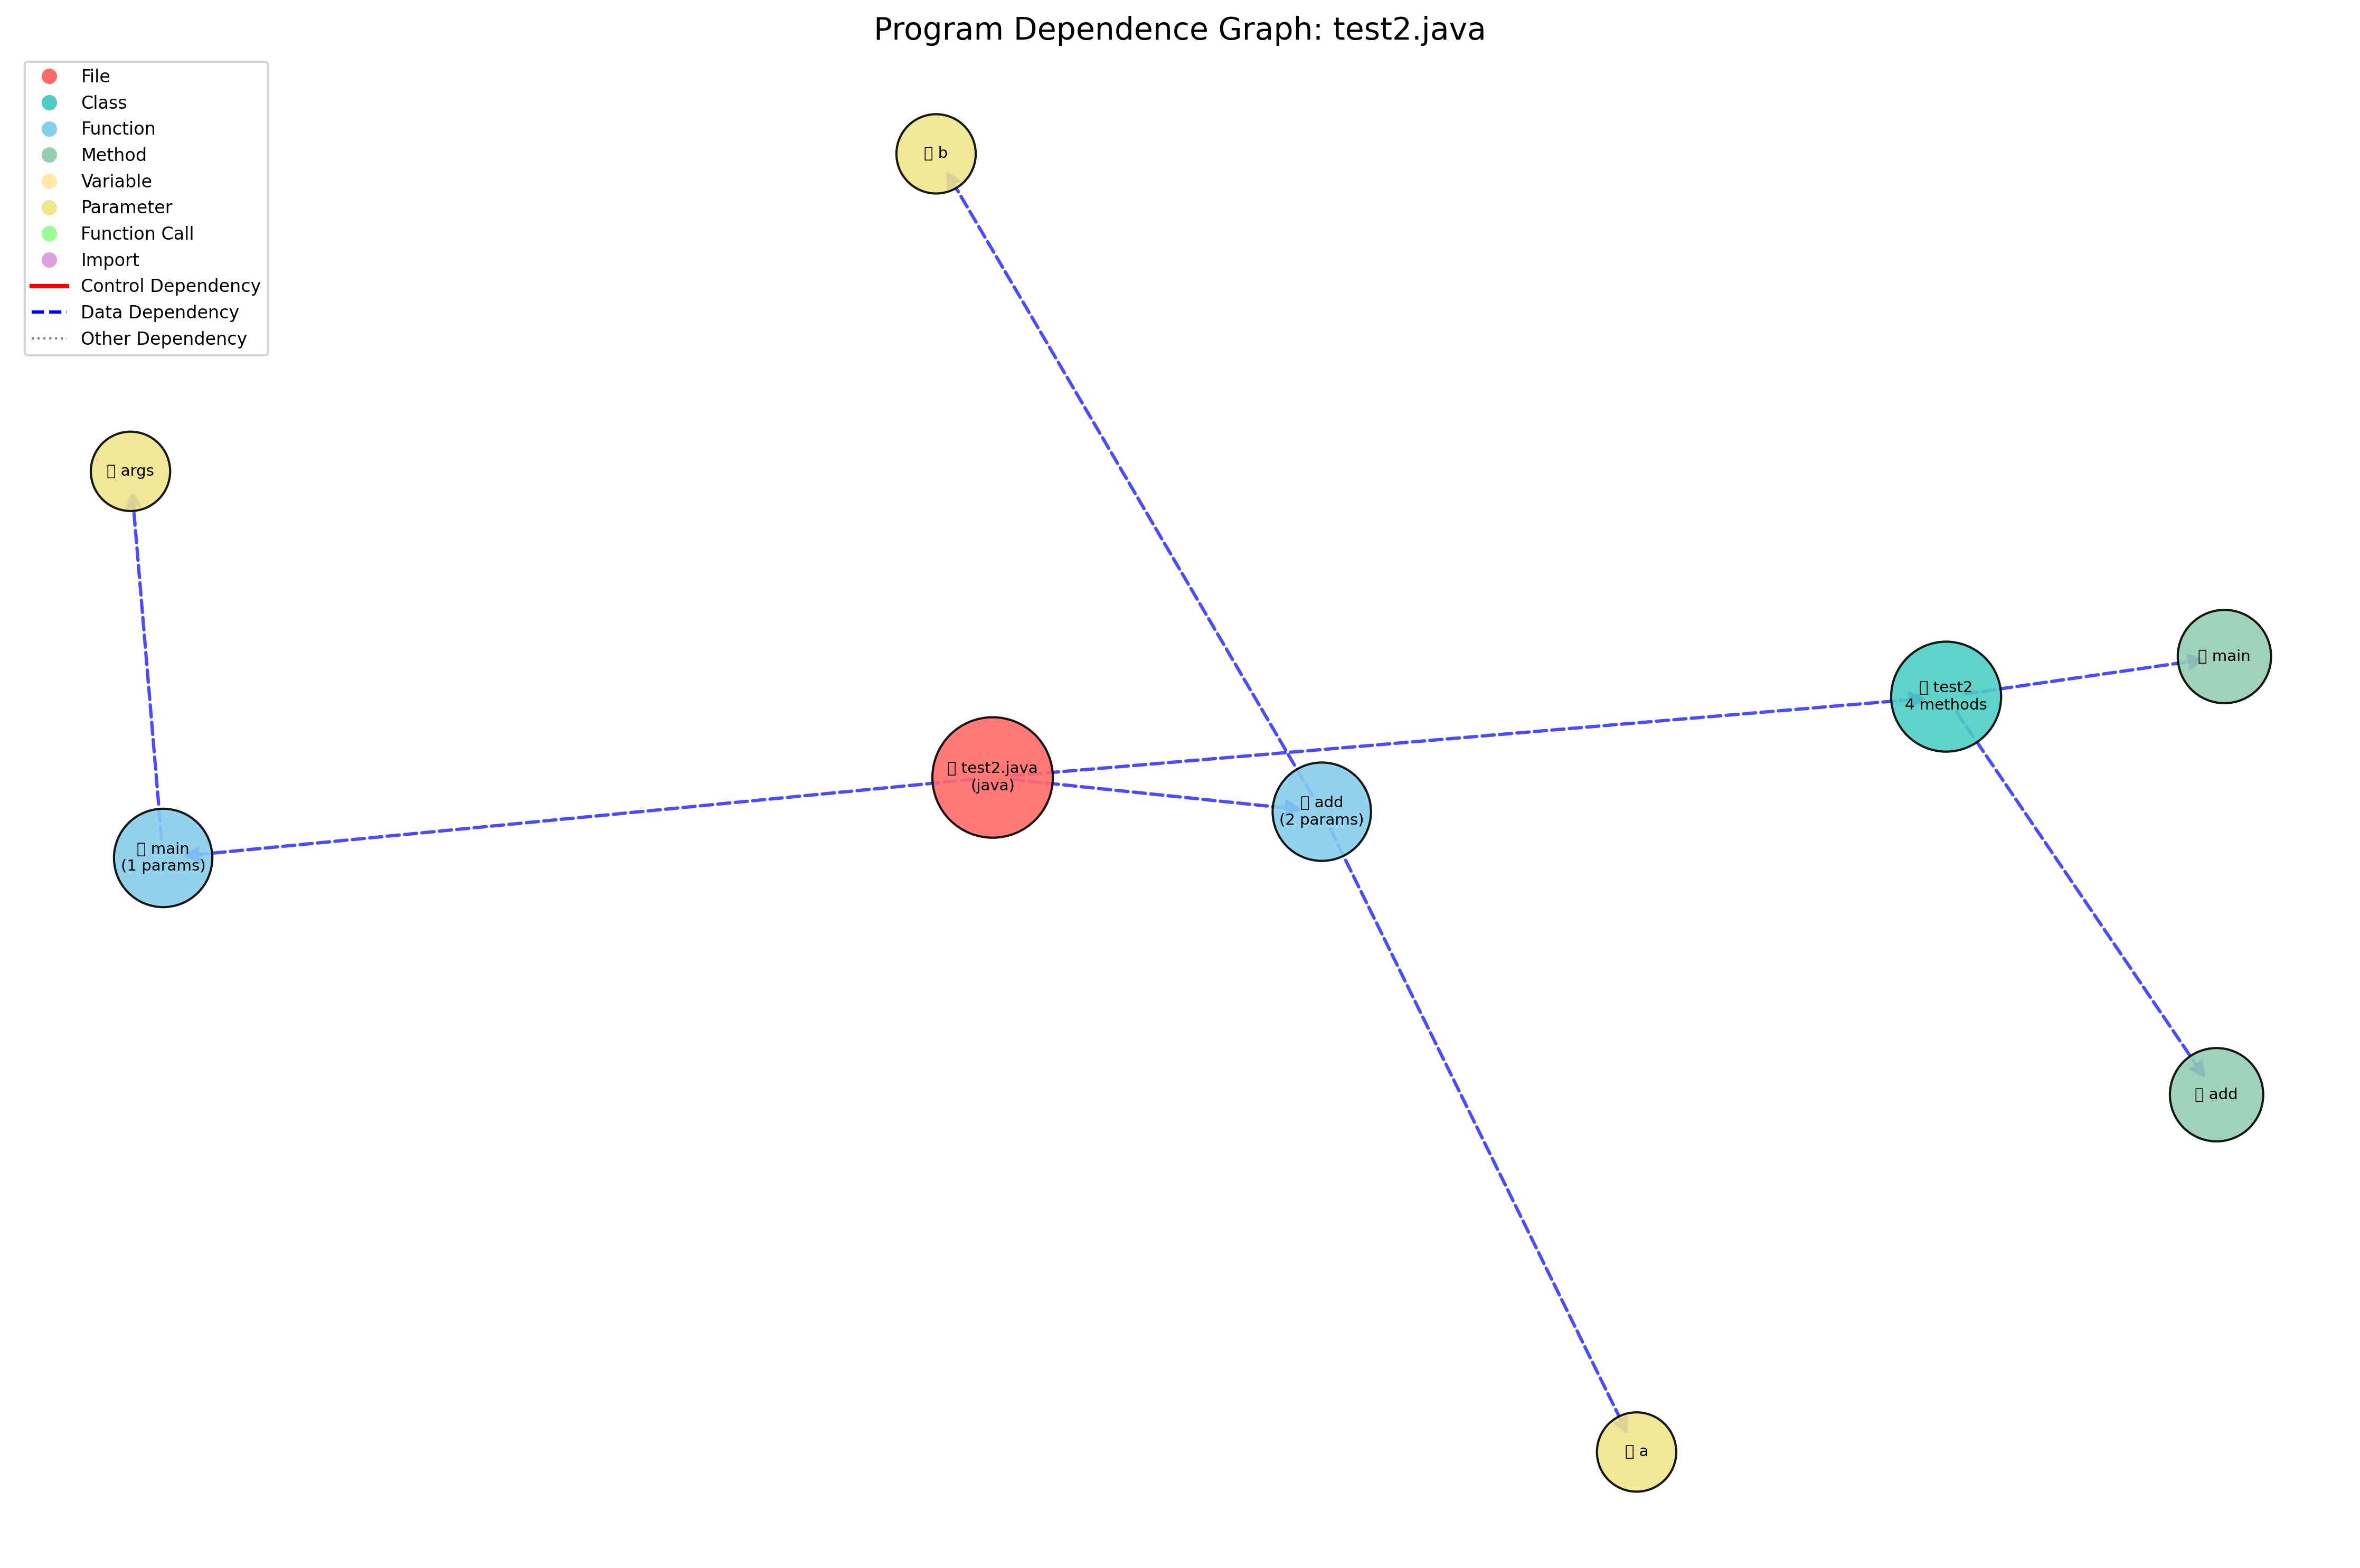 Program Dependence Graph: test2.java
File
Class
Function
Method
Variable
Parameter
Function Call
Import
Control Dependency
Data Dependency
Other Dependency
▯ b
▯ args
▯ main
▯ test2
4 methods
▯ test2.java
(java)
▯ add
(2 params)
▯ main
(1 params)
▯ add
▯ a